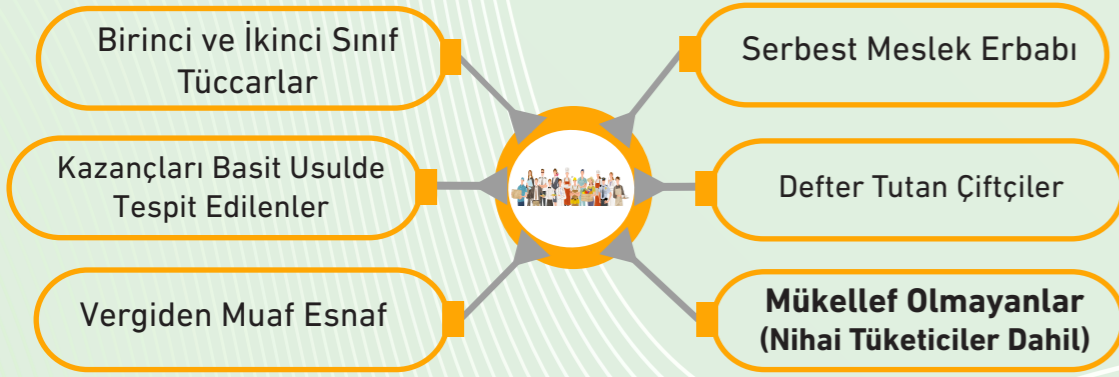 Birinci ve İkinci Sınıf
Tüccarlar
Serbest Meslek Erbabı
Kazançları Basit Usulde
Tespit Edilenler
Defter Tutan Çiftçiler
Vergiden Muaf Esnaf
Mükellef Olmayanlar
(Nihai Tüketiciler Dahil)